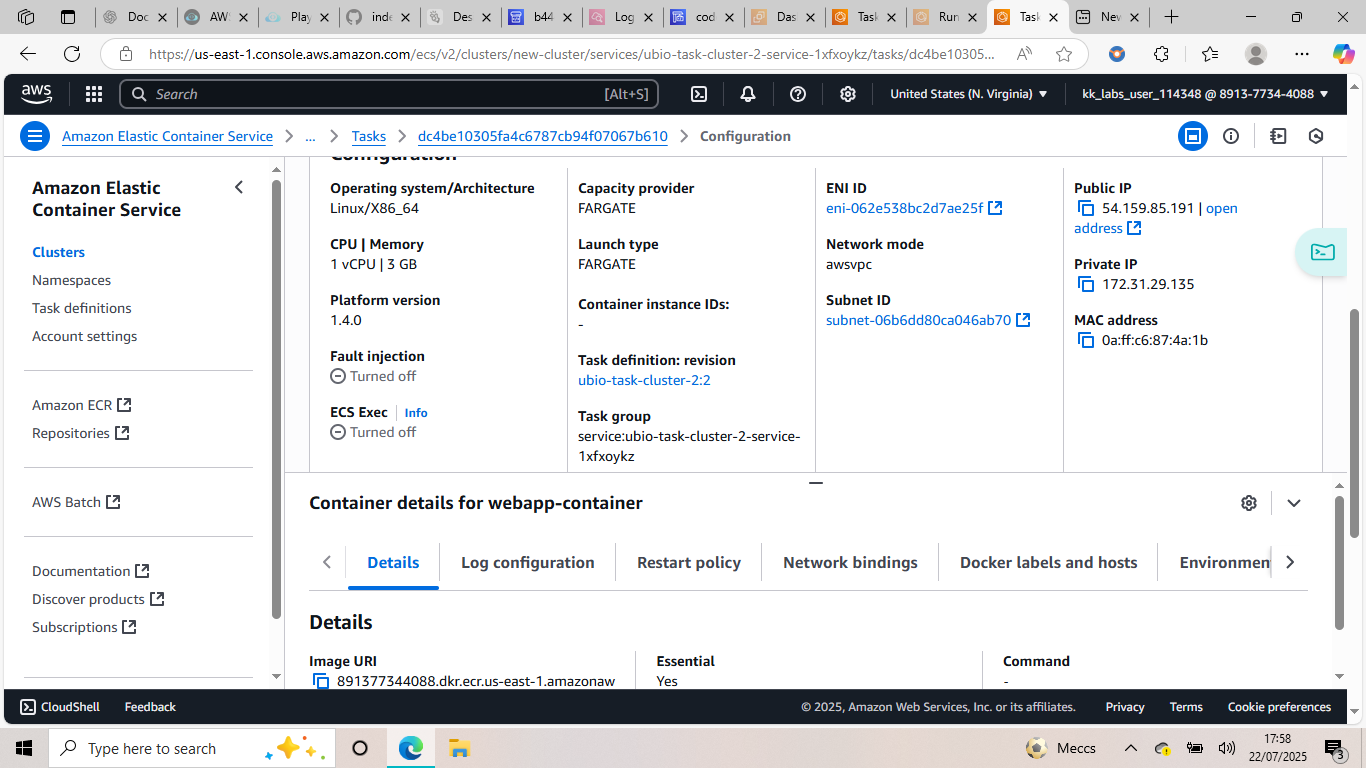 Doc
AWS
Play
inde
Des
b44
Log
cod
Das
Task
Run
Task
New
https://us-east-1.console.aws.amazon.com/ecs/v2/clusters/new-cluster/services/ubio-task-cluster-2-service-1xfxoykz/tasks/dc4be10305...
aws
Search
[Alt+S]
United States (N. Virginia)
kk_labs_user_114348 @ 8913-7734-4088
Amazon Elastic Container Service
...
Tasks
dc4be10305fa4c6787cb94f07067b610
Configuration
Amazon Elastic
Container Service
Clusters
Namespaces
Task definitions
Account settings
Amazon ECR
Repositories
AWS Batch
Documentation
Discover products
Subscriptions
Configuration
Operating system/Architecture
Linux/X86_64
CPU | Memory
1 vCPU | 3 GB
Platform version
1.4.0
Fault injection
Turned off
ECS Exec
Info
Turned off
Capacity provider
FARGATE
Launch type
FARGATE
Container instance IDs:
-
Task definition: revision
ubio-task-cluster-2:2
Task group
service:ubio-task-cluster-2-service-
1xfxoykz
ENI ID
eni-062e538bc2d7ae25f
Network mode
awsvpc
Subnet ID
subnet-06b6dd80ca046ab70
Public IP
54.159.85.191 | open
address
Private IP
172.31.29.135
MAC address
0a:ff:c6:87:4a:1b
Container details for webapp-container
Details
Log configuration
Restart policy
Network bindings
Docker labels and hosts
Environmen
Details
Image URI
891377344088.dkr.ecr.us-east-1.amazonaw
Essential
Yes
Command
-
CloudShell
Feedback
© 2025, Amazon Web Services, Inc. or its affiliates.
Privacy
Terms
Cookie preferences
Type here to search
Meccs
17:58
22/07/2025
3